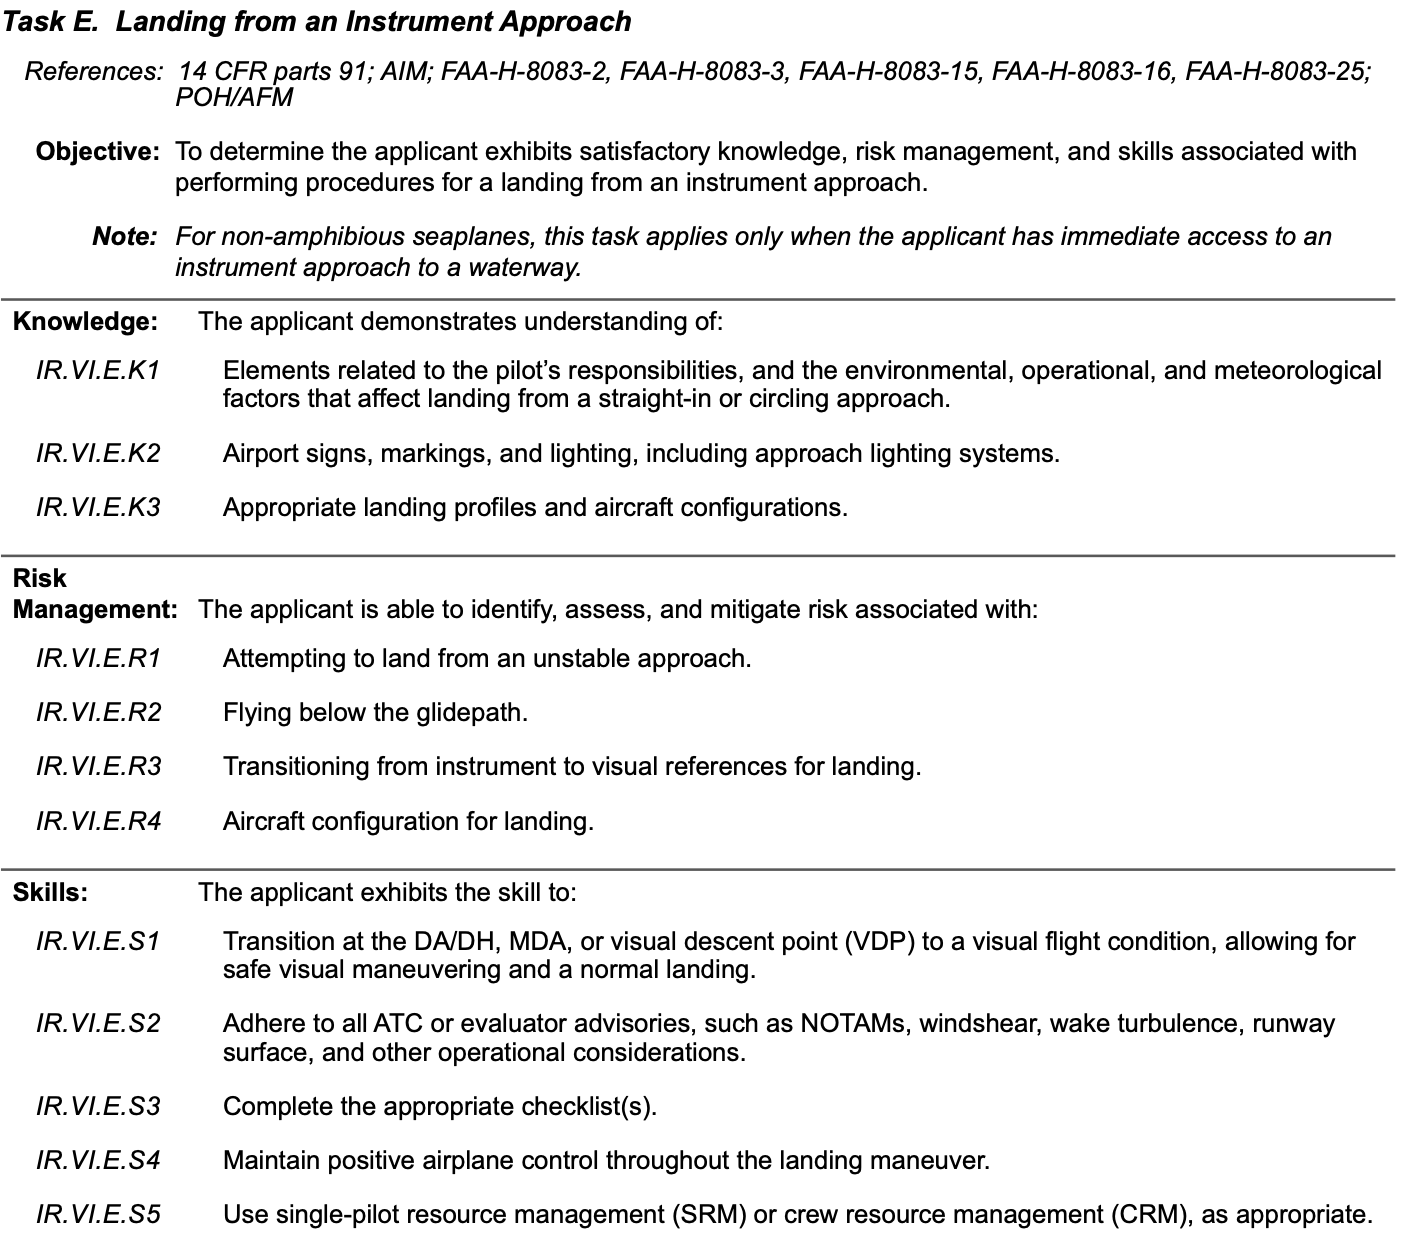 Task E. Landing from an Instrument Approach
References: 14 CFR parts 91; AIM; FAA-H-8083-2, FAA-H-8083-3, FAA-H-8083-15, FAA-H-8083-16, FAA-H-8083-25;
POH/AFM
Objective: To determine the applicant exhibits satisfactory knowledge, risk management, and skills associated with
performing procedures for a landing from an instrument approach.
Note: For non-amphibious seaplanes, this task applies only when the applicant has immediate access to an
instrument approach to a waterway.
Knowledge: The applicant demonstrates understanding of:
IR.VI.E.K1 Elements related to the pilot’s responsibilities, and the environmental, operational, and meteorological
factors that affect landing from a straight-in or circling approach.
IR.VI.E.K2 Airport signs, markings, and lighting, including approach lighting systems.
IR.VI.E.K3 Appropriate landing profiles and aircraft configurations.
Risk
Management: The applicant is able to identify, assess, and mitigate risk associated with:
IR.VI.E.R1 Attempting to land from an unstable approach.
IR.VI.E.R2 Flying below the glidepath.
IR.VI.E.R3 Transitioning from instrument to visual references for landing.
IR.VI.E.R4 Aircraft configuration for landing.
Skills: The applicant exhibits the skill to:
IR.VI.E.S1 Transition at the DA/DH, MDA, or visual descent point (VDP) to a visual flight condition, allowing for
safe visual maneuvering and a normal landing.
IR.VI.E.S2 Adhere to all ATC or evaluator advisories, such as NOTAMs, windshear, wake turbulence, runway
surface, and other operational considerations.
IR.VI.E.S3 Complete the appropriate checklist(s).
IR.VI.E.S4 Maintain positive airplane control throughout the landing maneuver.
IR.VI.E.S5 Use single-pilot resource management (SRM) or crew resource management (CRM), as appropriate.